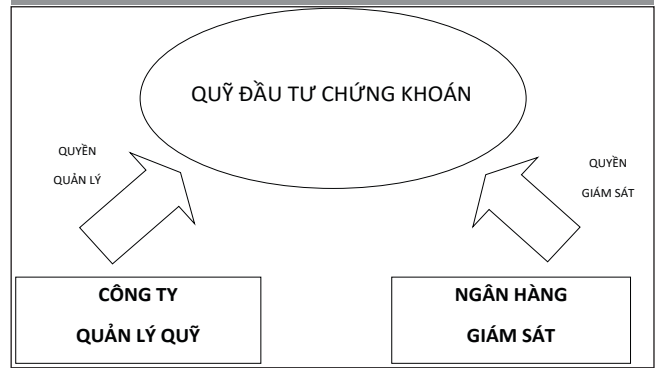 QUỸ ĐẦU TƯ CHỨNG KHOÁN
QUYỀN
QUẢN LÝ
QUYỀN
GIÁM SÁT
CÔNG TY
QUẢN LÝ QUỸ
NGÂN HÀNG
GIÁM SÁT